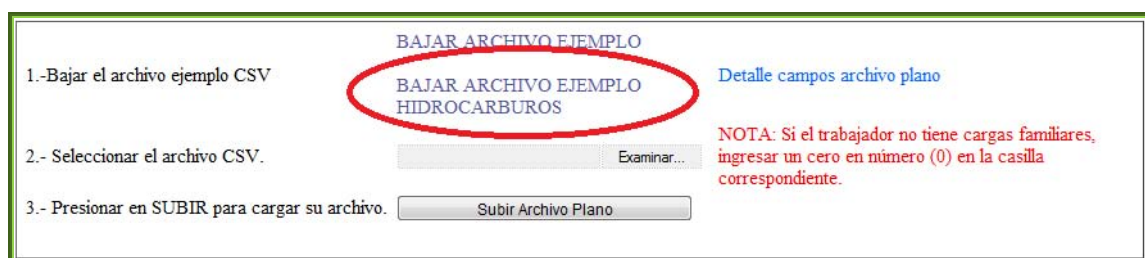 BAJAR ARCHIVO EJEMPLO
1.-Bajar el archivo ejemplo CSV
BAJAR ARCHIVO EJEMPLO
HIDROCARBUROS
Detalle campos archivo plano
2.- Seleccionar el archivo CSV.
Examinar...
NOTA: Si el trabajador no tiene cargas familiares,
ingresar un cero en número (0) en la casilla
correspondiente.
3.- Presionar en SUBIR para cargar su archivo.
Subir Archivo Plano